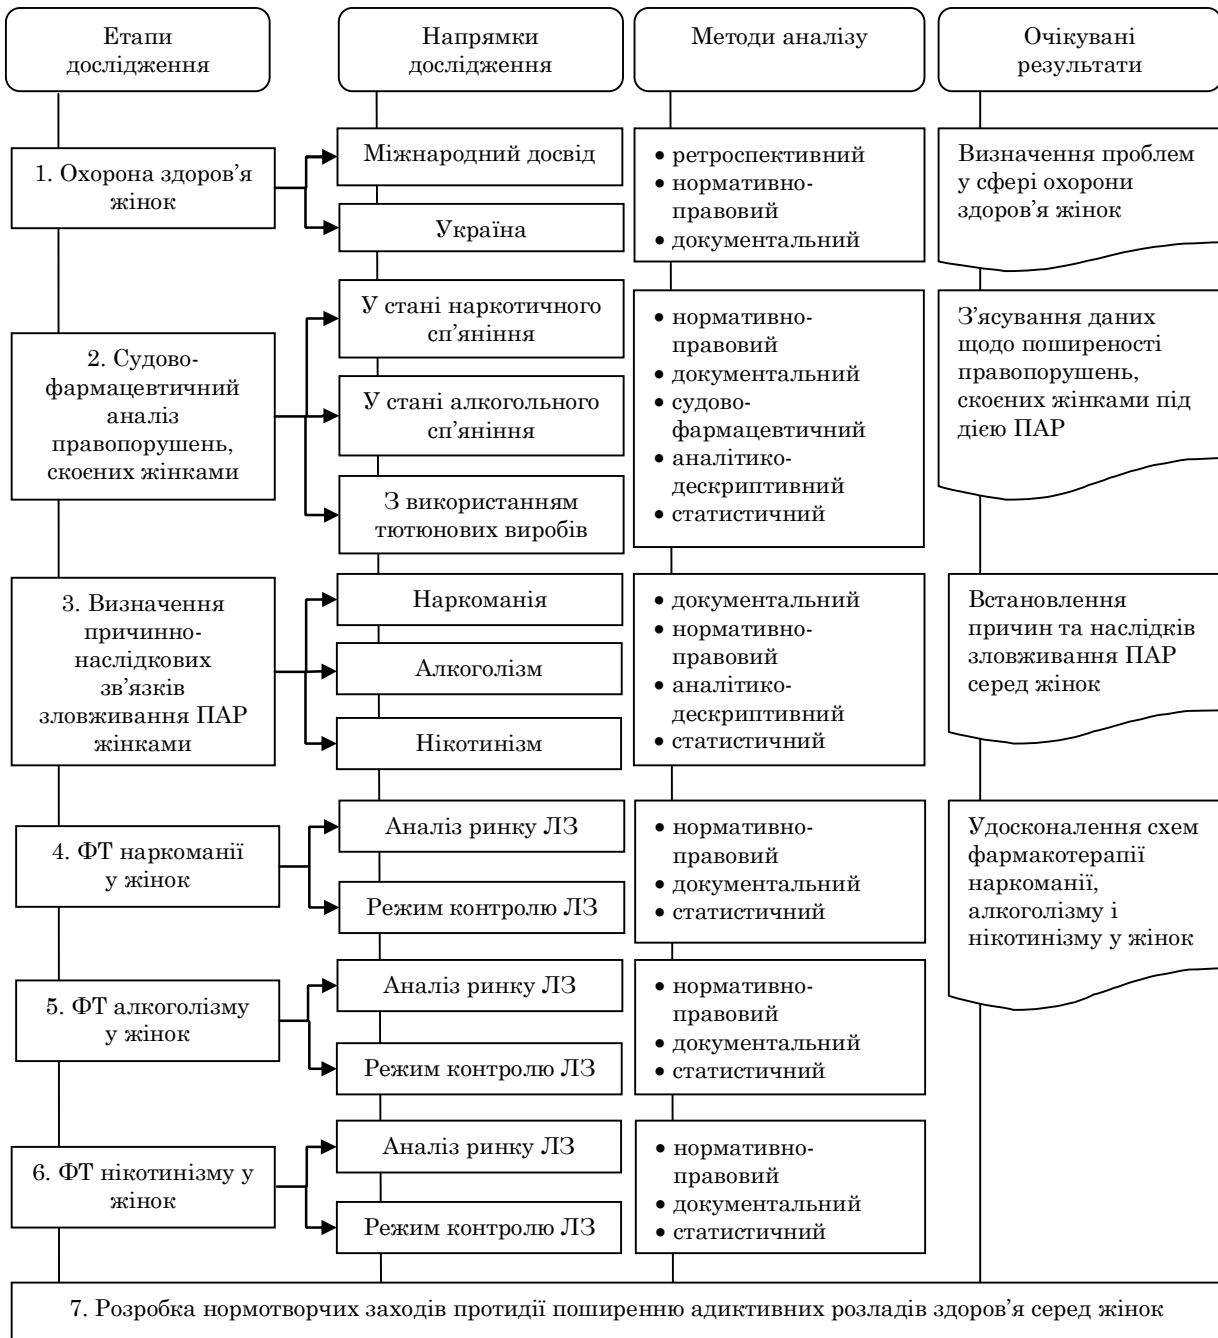 Етапи
дослідження
Напрямки
дослідження
Методи аналізу
Очікувані
результати
1. Охорона здоров'я
жінок
Міжнародний досвід
Україна
• ретроспективний
• нормативно-
правовий
• документальний
Визначення проблем
у сфері охорони
здоров'я жінок
2. Судово-
фармацевтичний
аналіз
правопорушень,
скоєних жінками
У стані наркотичного
сп'яніння
У стані алкогольного
сп'яніння
З використанням
тютюнових виробів
• нормативно-
правовий
• документальний
• судово-
фармацевтичний
• аналітико-
дескриптивний
• статистичний
З'ясування даних
щодо поширеності
правопорушень,
скоєних жінками під
дією ПАР
3. Визначення
причинно-
наслідкових
зв'язків
зловживання ПАР
жінками
Наркоманія
Алкоголізм
Нікотинізм
• документальний
• нормативно-
правовий
• аналітико-
дескриптивний
• статистичний
Встановлення
причин та наслідків
зловживання ПАР
серед жінок
4. ФТ наркоманії
у жінок
Аналіз ринку ЛЗ
Режим контролю ЛЗ
• нормативно-
правовий
• документальний
• статистичний
Удосконалення схем
фармакотерапії
наркоманії,
алкоголізму і
нікотинізму у жінок
5. ФТ алкоголізму
у жінок
Аналіз ринку ЛЗ
Режим контролю ЛЗ
• нормативно-
правовий
• документальний
• статистичний
6. ФТ нікотинізму у
жінок
Аналіз ринку ЛЗ
Режим контролю ЛЗ
• нормативно-
правовий
• документальний
• статистичний
7. Розробка нормотворчих заходів протидії поширенню адиктивних розладів здоров'я серед жінок